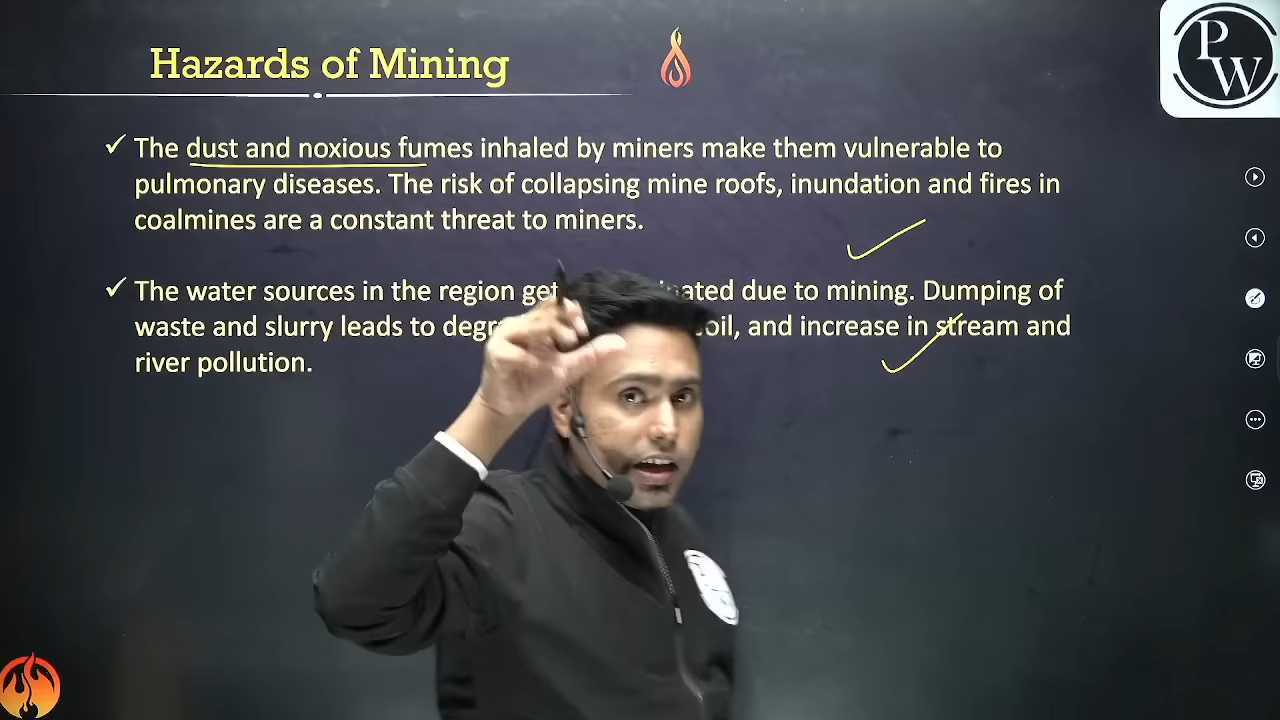 Hazards of Mining
PW
✓ The dust and noxious fumes inhaled by miners make them vulnerable to
pulmonary diseases. The risk of collapsing mine roofs, inundation and fires in
coalmines are a constant threat to miners.
✓ The water sources in the region get due to mining. Dumping of
waste and slurry leads to and increase in stream and
river pollution.